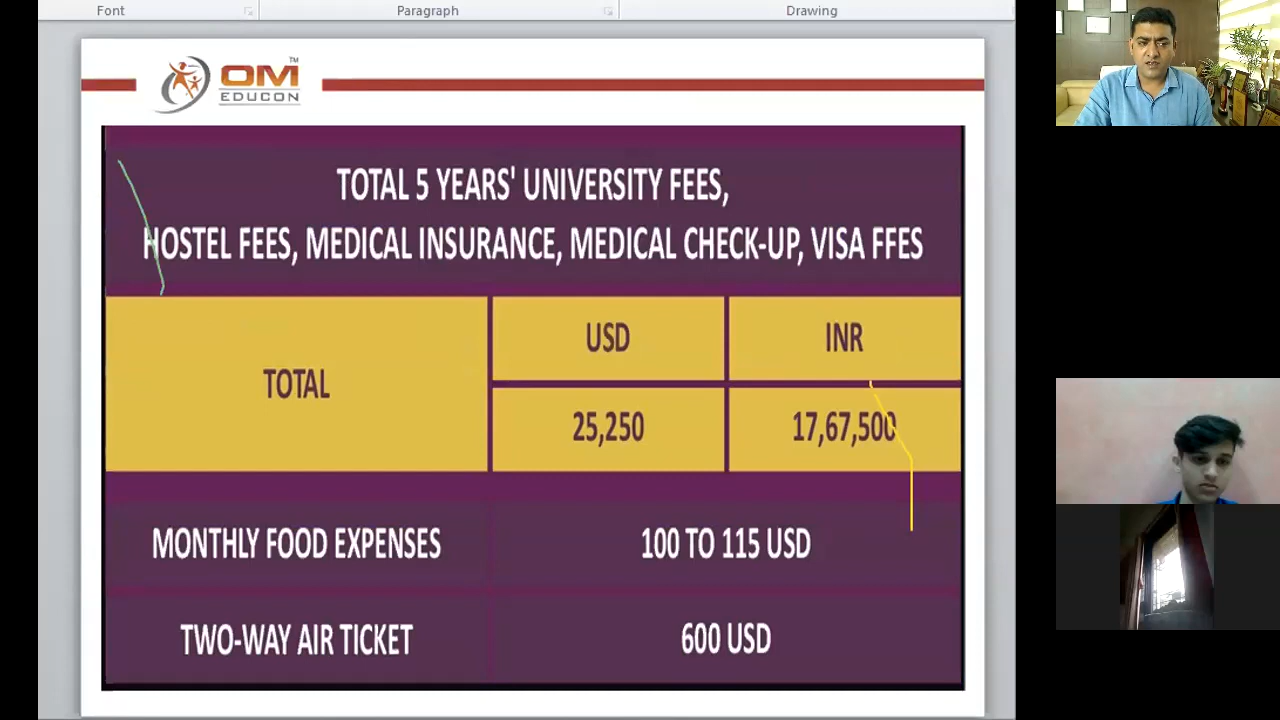 Font
Paragraph
Drawing
OM TM
EDUCON
TOTAL 5 YEARS' UNIVERSITY FEES,
HOSTEL FEES, MEDICAL INSURANCE, MEDICAL CHECK-UP, VISA FFES
TOTAL
USD
INR
25,250
17,67,500
MONTHLY FOOD EXPENSES
100 TO 115 USD
TWO-WAY AIR TICKET
600 USD